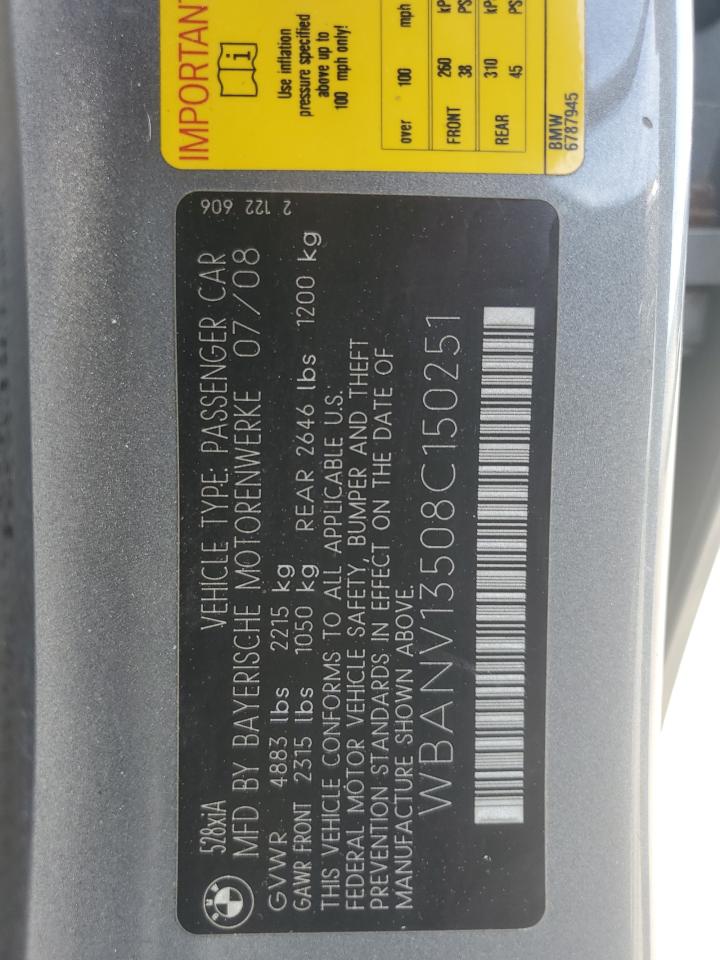 IMPORTANT
Use inflation
pressure specified
above up to
100 mph only!
over 100 mph
FRONT 260 38
REAR 310 45
BMW
6787945
528xiA VEHICLE TYPE: PASSENGER CAR
MFD BY BAYERISCHE MOTORENWERKE 07/08
2 122 606
GVWR 4883 lbs 2215 kg
GAWR FRONT 2315 lbs 1050 kg REAR 2646 lbs 1200 kg
THIS VEHICLE CONFORMS TO ALL APPLICABLE U.S.
FEDERAL MOTOR VEHICLE SAFETY, BUMPER AND THEFT
PREVENTION STANDARDS IN EFFECT ON THE DATE OF
MANUFACTURE SHOWN ABOVE.
WBANV13508C150251